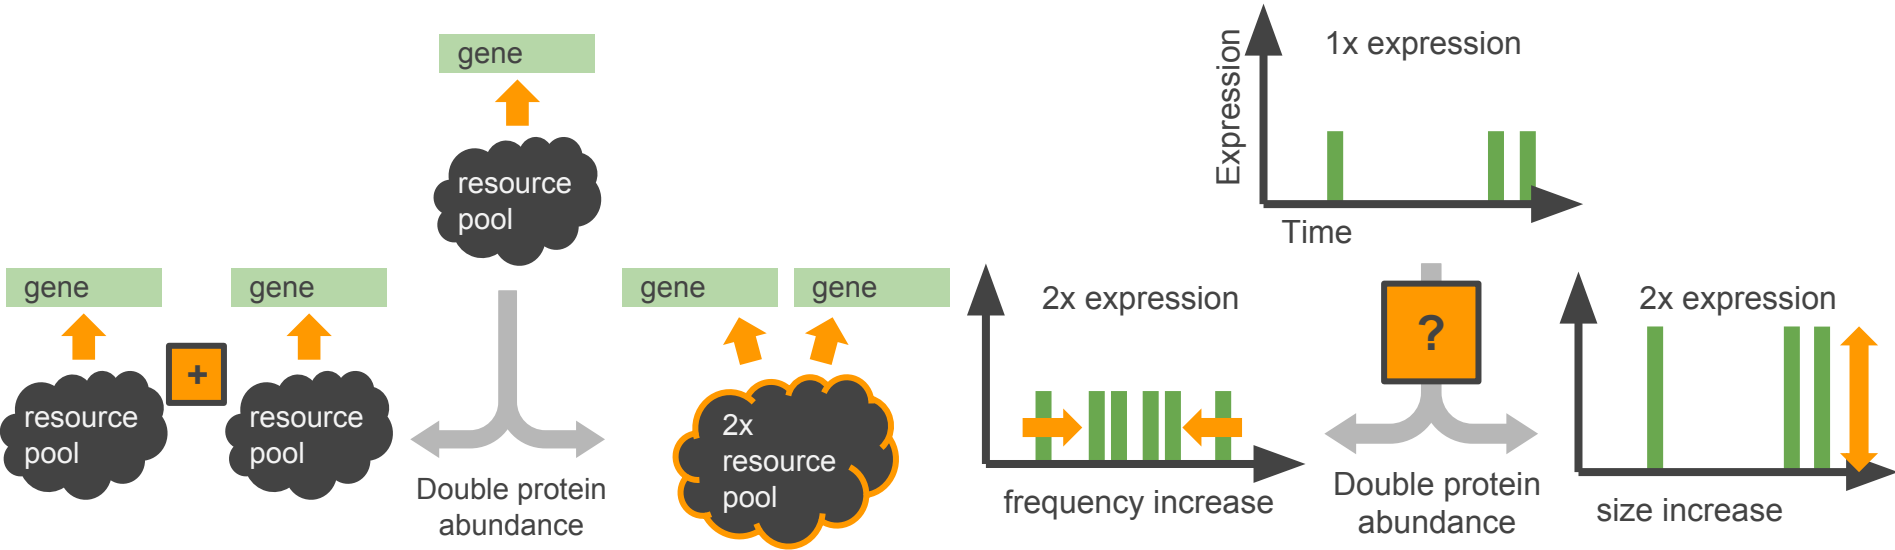 gene
resource
pool
gene
resource
pool
+
gene
resource
pool
Double protein
abundance
gene
gene
2x
resource
pool
Expression
1x expression
Time
2x expression
frequency increase
?
Double protein
abundance
2x expression
size increase